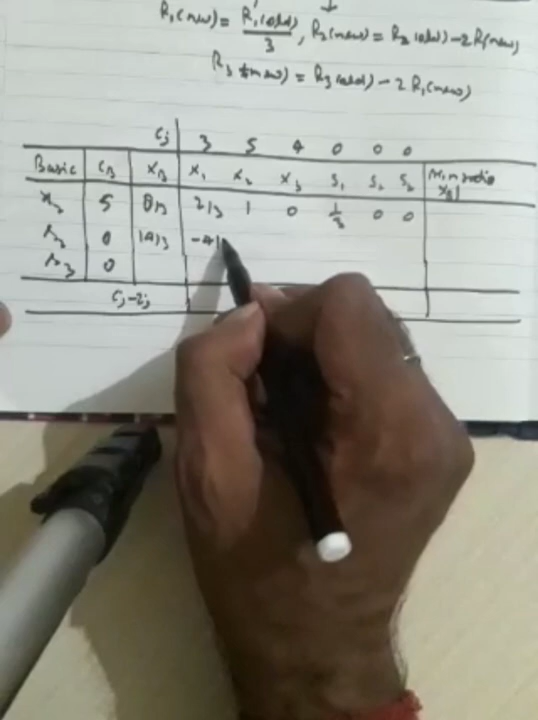 R₁(new) = R₁(old)/3, R₂(new) = R₂(old) - 2R₁(new)
R₃(new) = R₃(old) - 2R₁(new)
Cj 3 5 4 0 0 0
Basic CB XB x₁ x₂ x₃ s₁ s₂ s₃ Min ratio
x₂ 5 8/3 2/3 1 0 1/3 0 0
s₂ 0 14/3 -4/
s₃ 0
Cj-Zj